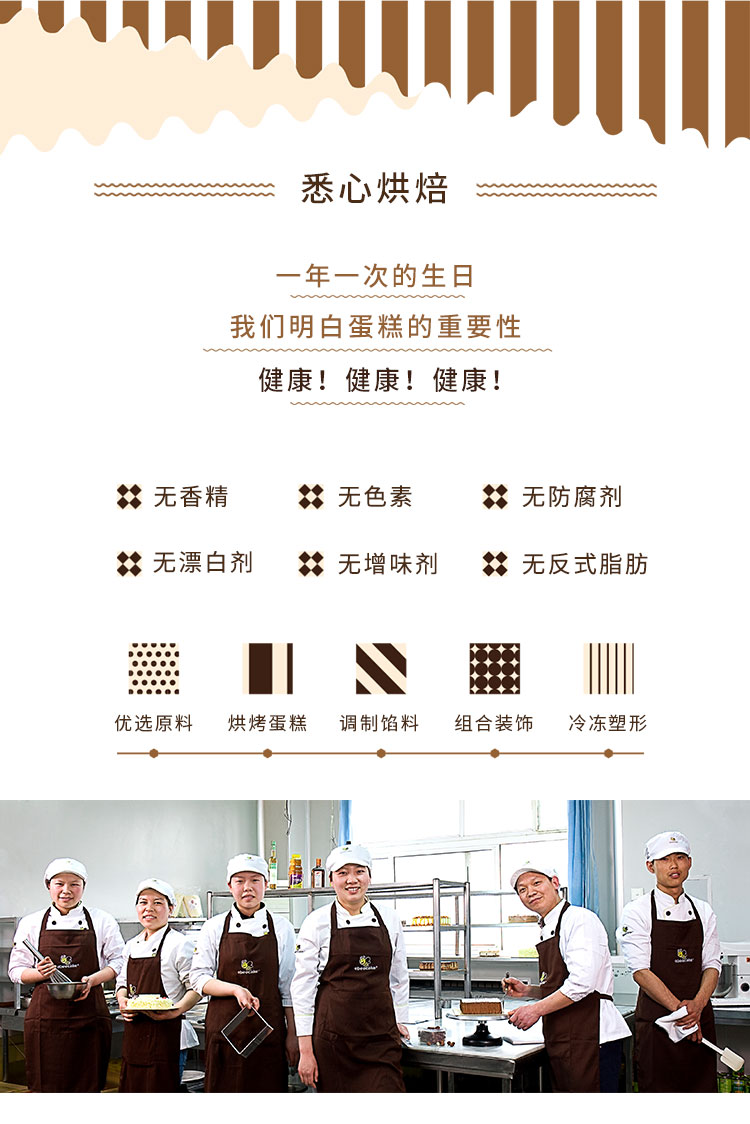 悉心烘焙
一年一次的生日
我们明白蛋糕的重要性
健康！健康！健康！
无香精 无色素 无防腐剂
无漂白剂 无增味剂 无反式脂肪
优选原料 烘烤蛋糕 调制馅料 组合装饰 冷冻塑形